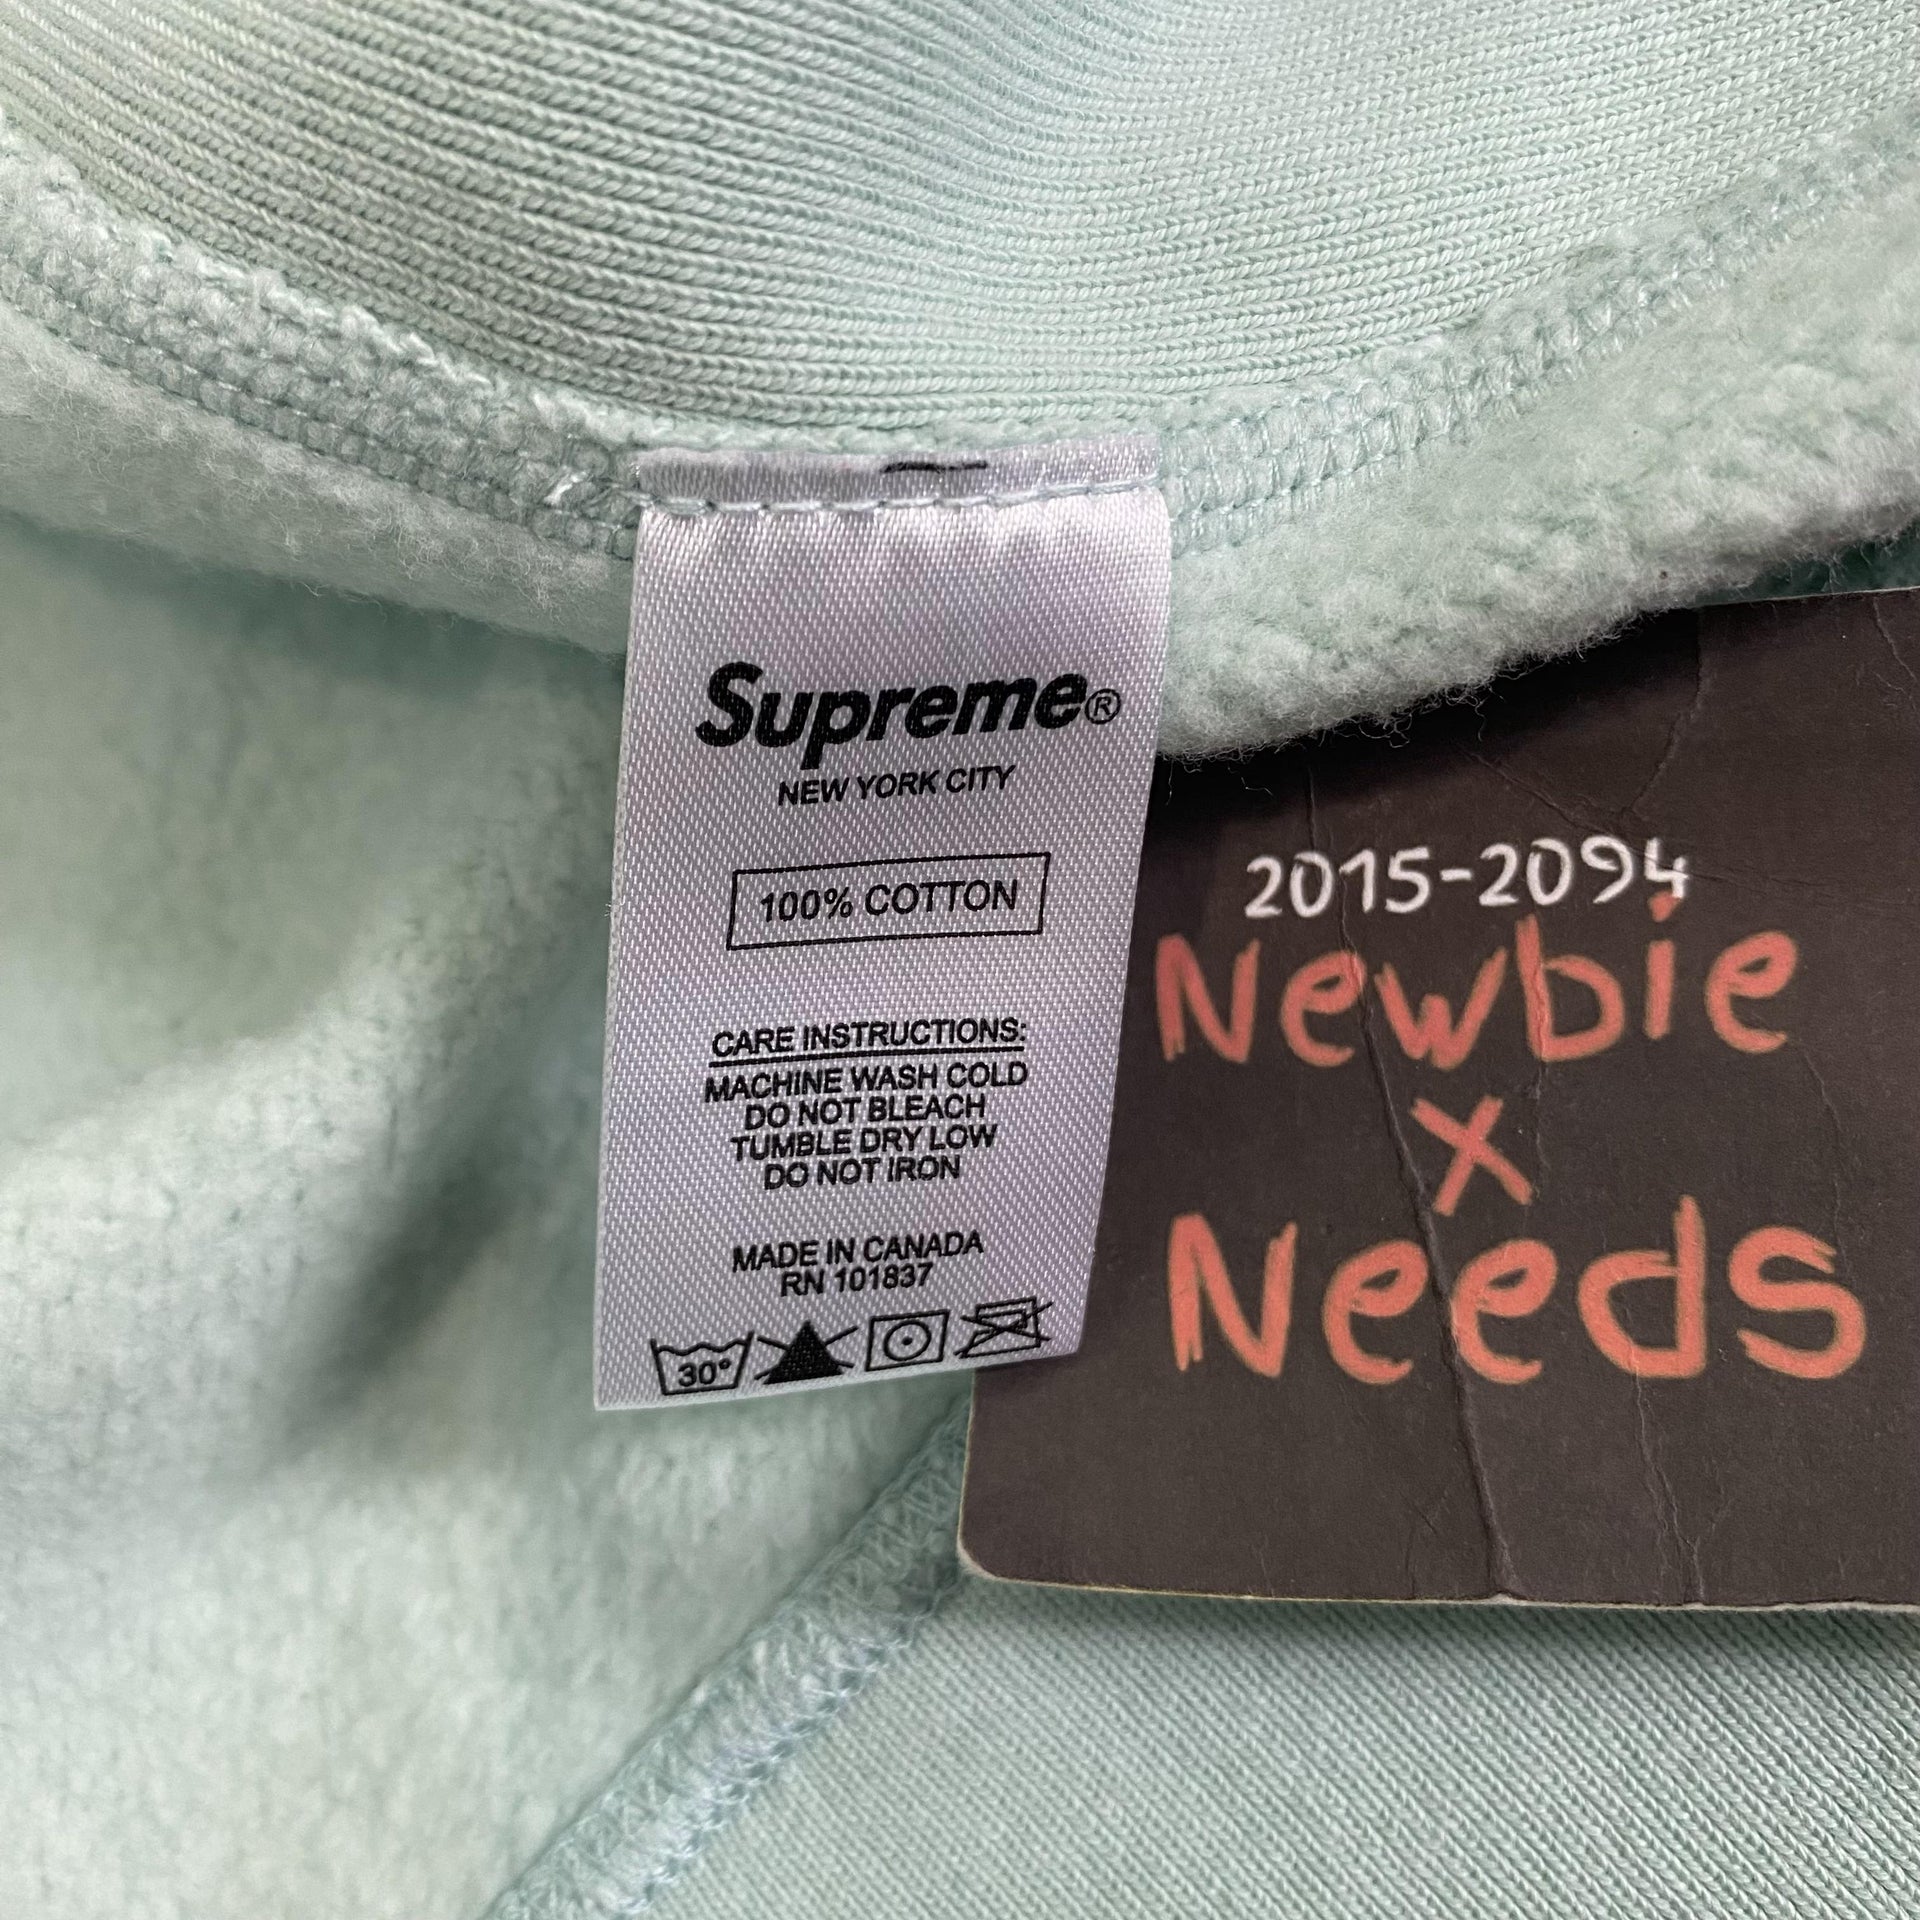 Supreme®
NEW YORK CITY
100% COTTON
CARE INSTRUCTIONS:
MACHINE WASH COLD
DO NOT BLEACH
TUMBLE DRY LOW
DO NOT IRON
MADE IN CANADA
RN 101837
30°
2015-2094
Newbie
x
Needs